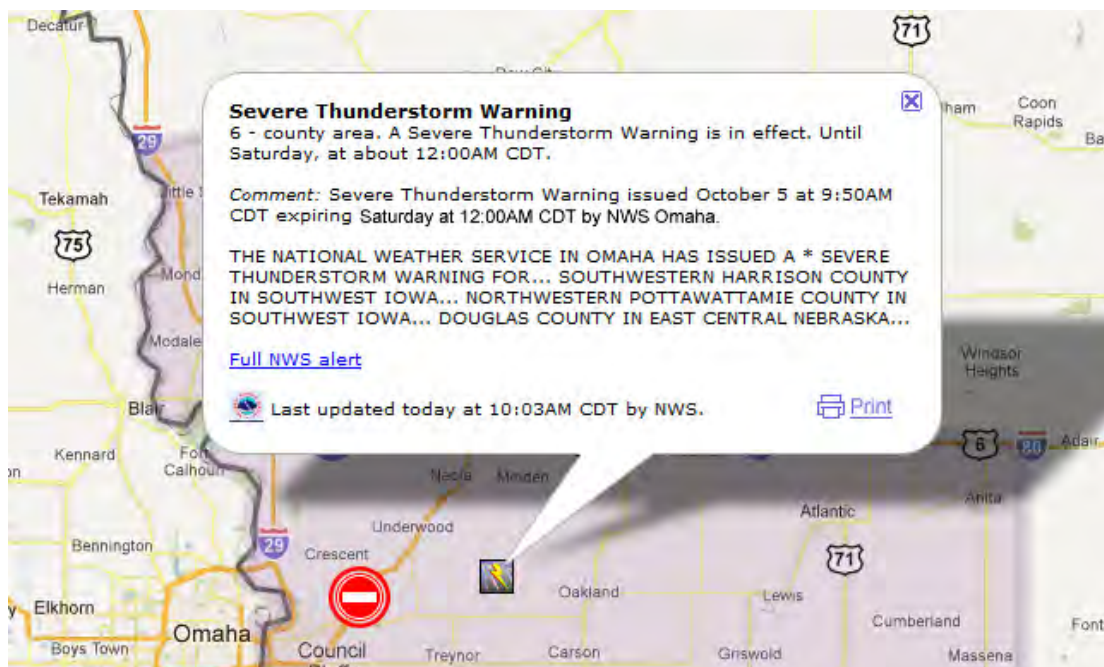 Decatur
71
Severe Thunderstorm Warning
6 - county area. A Severe Thunderstorm Warning is in effect. Until
Saturday, at about 12:00AM CDT.
Comment: Severe Thunderstorm Warning issued October 5 at 9:50AM
CDT expiring Saturday at 12:00AM CDT by NWS Omaha.
THE NATIONAL WEATHER SERVICE IN OMAHA HAS ISSUED A * SEVERE
THUNDERSTORM WARNING FOR... SOUTHWESTERN HARRISON COUNTY
IN SOUTHWEST IOWA... NORTHWESTERN POTTAWATTAMIE COUNTY IN
SOUTHWEST IOWA... DOUGLAS COUNTY IN EAST CENTRAL NEBRASKA...
Full NWS alert
Last updated today at 10:03AM CDT by NWS.
Print
Coon
Rapids
29
Tekamah
75
Herman
Modale
Windsor
Heights
Blair
Kennard
Fort
Calhoun
Neola
Minden
6
80
Adair
Anita
Atlantic
Underwood
Bennington
29
Crescent
71
Oakland
Lewis
Elkhorn
Omaha
Cumberland
Boys Town
Council
Treynor
Carson
Griswold
Massena